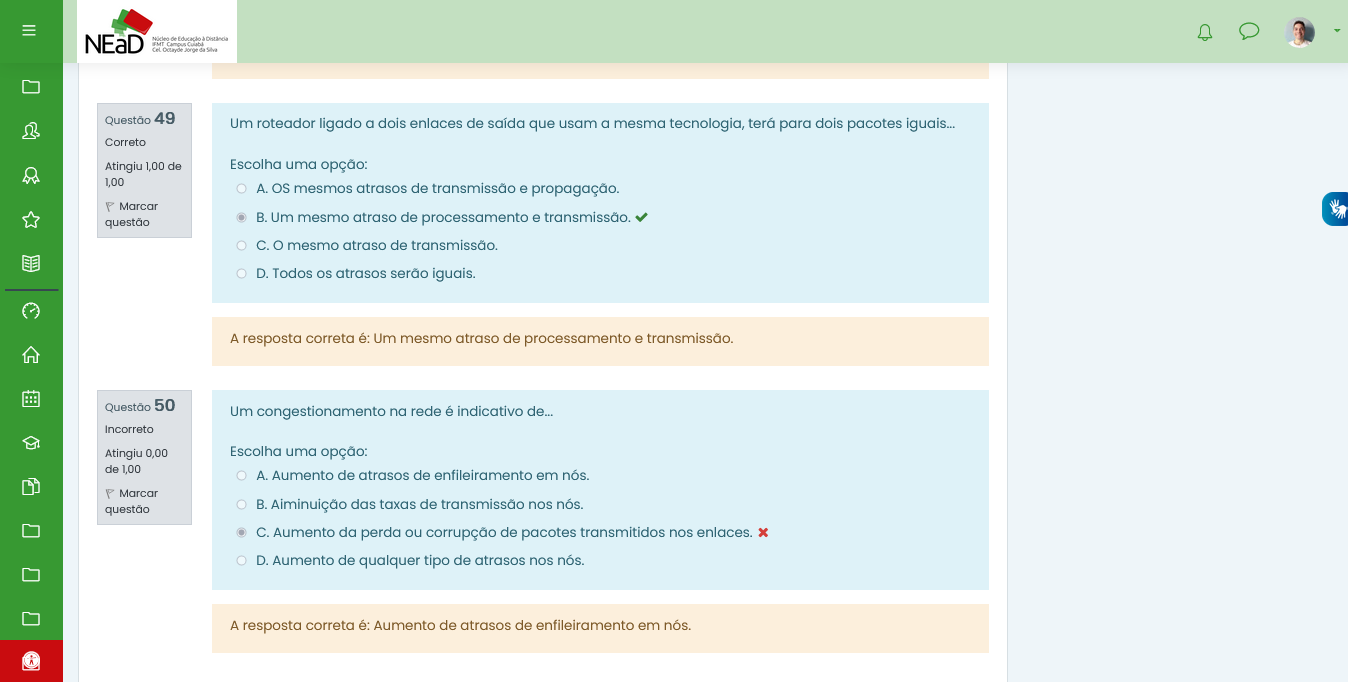 NEaD
Núcleo de Educação à Distância
IFMT Campus Cuiabá
Cel. Octayde Jorge da Silva
Questão 49
Correto
Atingiu 1,00 de
1,00
Marcar
questão
Um roteador ligado a dois enlaces de saída que usam a mesma tecnologia, terá para dois pacotes iguais...
Escolha uma opção:
A. OS mesmos atrasos de transmissão e propagação.
B. Um mesmo atraso de processamento e transmissão.
C. O mesmo atraso de transmissão.
D. Todos os atrasos serão iguais.
A resposta correta é: Um mesmo atraso de processamento e transmissão.
Questão 50
Incorreto
Atingiu 0,00
de 1,00
Marcar
questão
Um congestionamento na rede é indicativo de...
Escolha uma opção:
A. Aumento de atrasos de enfileiramento em nós.
B. Aiminuição das taxas de transmissão nos nós.
C. Aumento da perda ou corrupção de pacotes transmitidos nos enlaces.
D. Aumento de qualquer tipo de atrasos nos nós.
A resposta correta é: Aumento de atrasos de enfileiramento em nós.